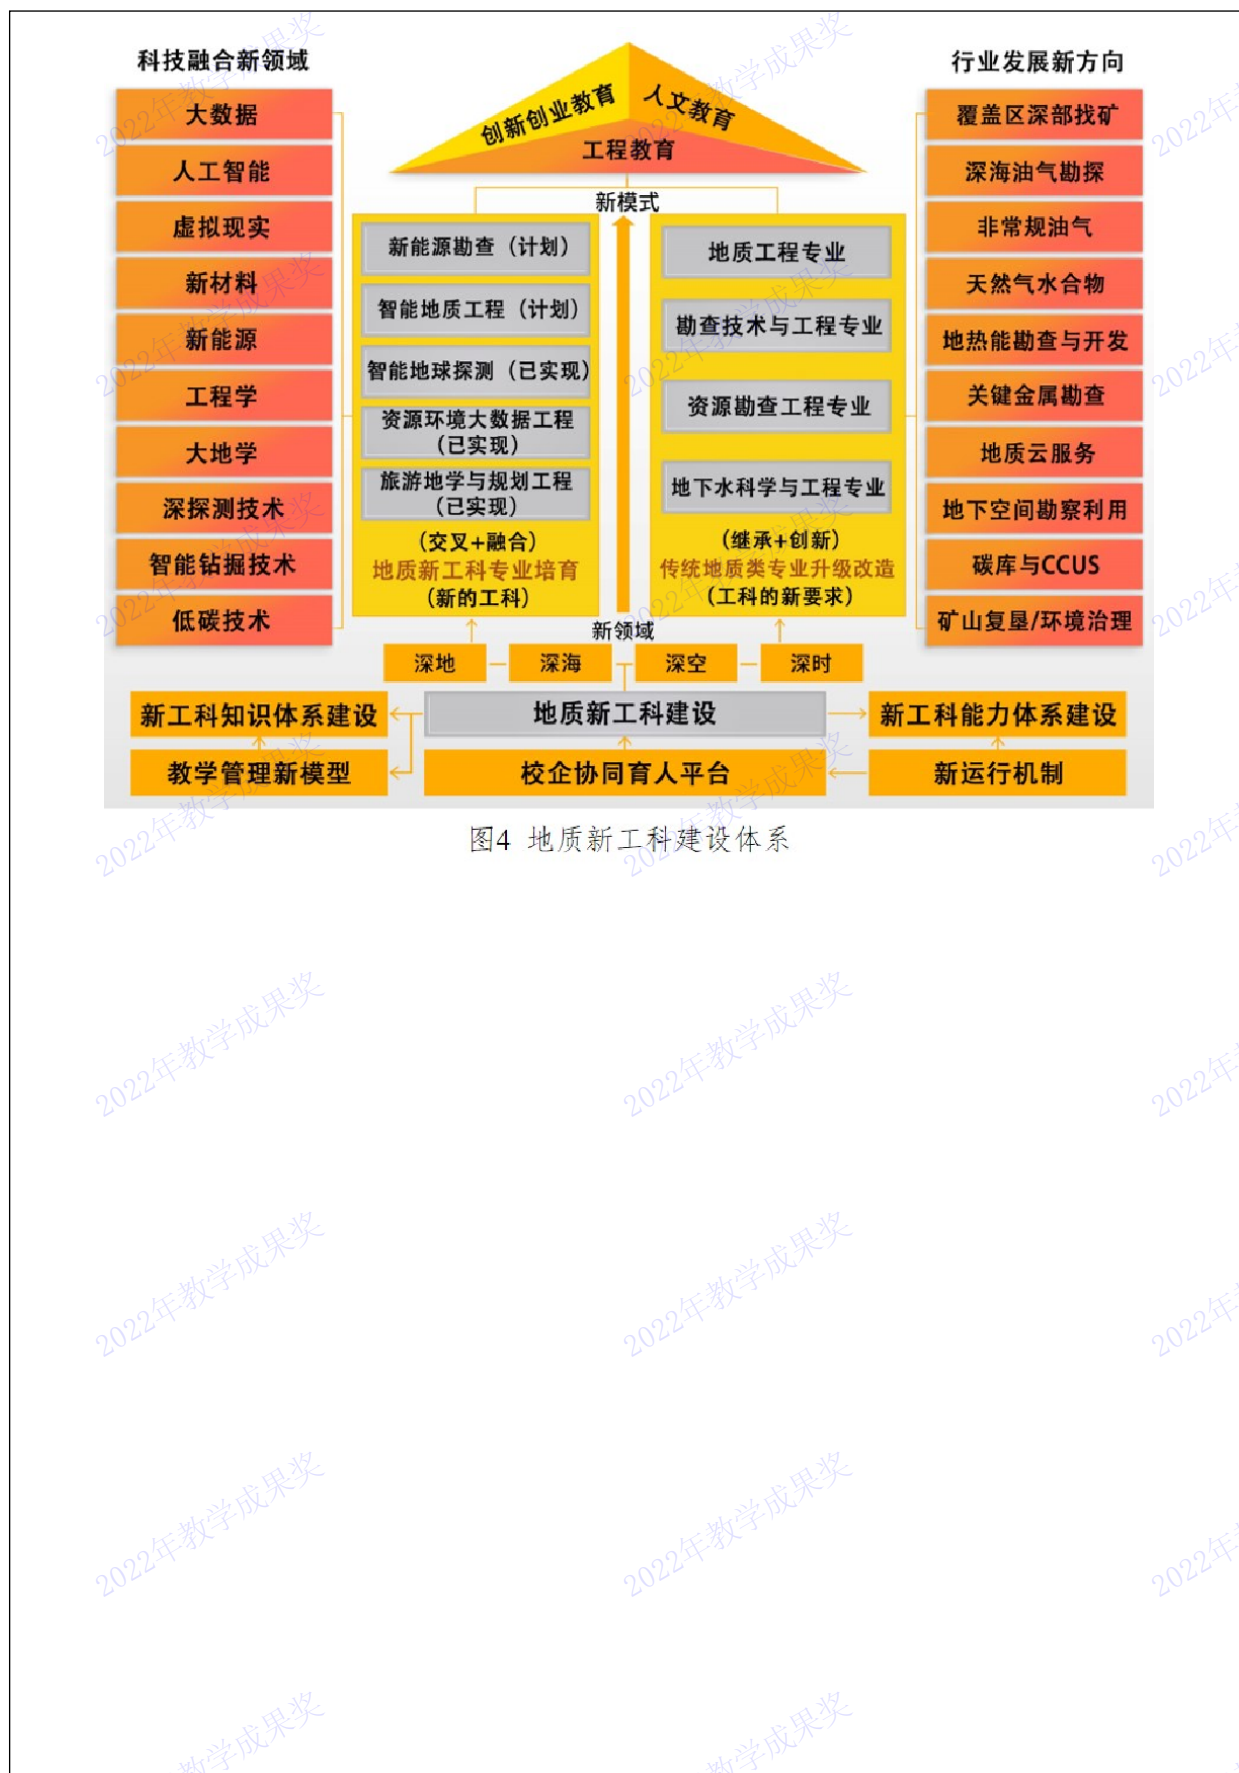 科技融合新领域
大数据
人工智能
虚拟现实
新材料
新能源
工程学
大地学
深探测技术
智能钻掘技术
低碳技术
创新创业教育
人文教育
工程教育
新模式
新能源勘查（计划）
智能地质工程（计划）
智能地球探测（已实现）
资源环境大数据工程
（已实现）
旅游地学与规划工程
（已实现）
(交叉+融合)
地质新工科专业培育
(新的工科)
地质工程专业
勘查技术与工程专业
资源勘查工程专业
地下水科学与工程专业
(继承+创新)
传统地质类专业升级改造
(工科的新要求)
行业发展新方向
覆盖区深部找矿
深海油气勘探
非常规油气
天然气水合物
地热能勘查与开发
关键金属勘查
地质云服务
地下空间勘察利用
碳库与CCUS
矿山复垦/环境治理
新领域
深地
深海
深空
深时
新工科知识体系建设
地质新工科建设
新工科能力体系建设
教学管理新模型
校企协同育人平台
新运行机制
图4 地质新工科建设体系
2022年教学成果奖